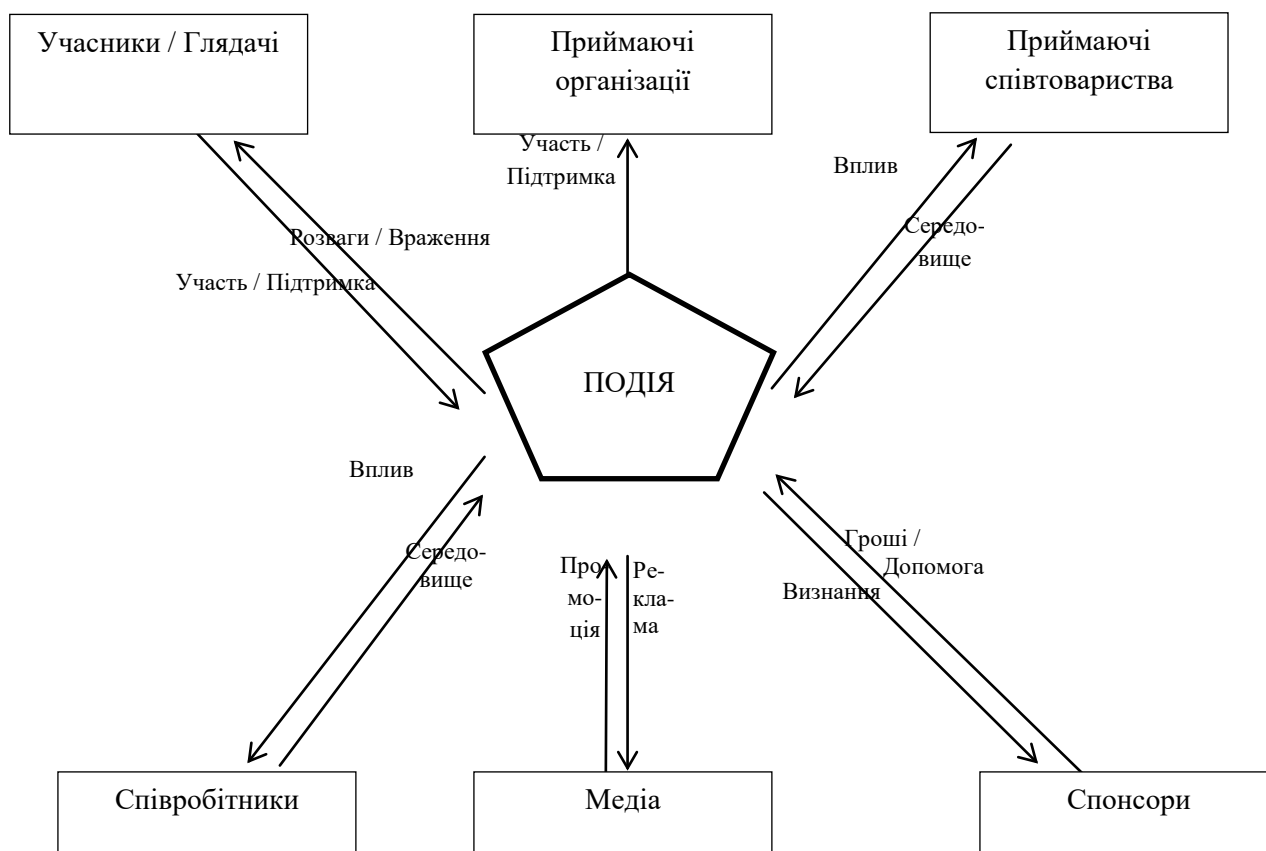 Учасники / Глядачі
Приймаючі
організації
Приймаючі
співтовариства
Участь /
Підтримка
Вплив
Середо-
вище
Розваги / Враження
Участь / Підтримка
ПОДІЯ
Вплив
Середо-
вище
Про
мо-
ція
Ре-
кла-
ма
Гроші /
Допомога
Визнання
Співробітники
Медіа
Спонсори